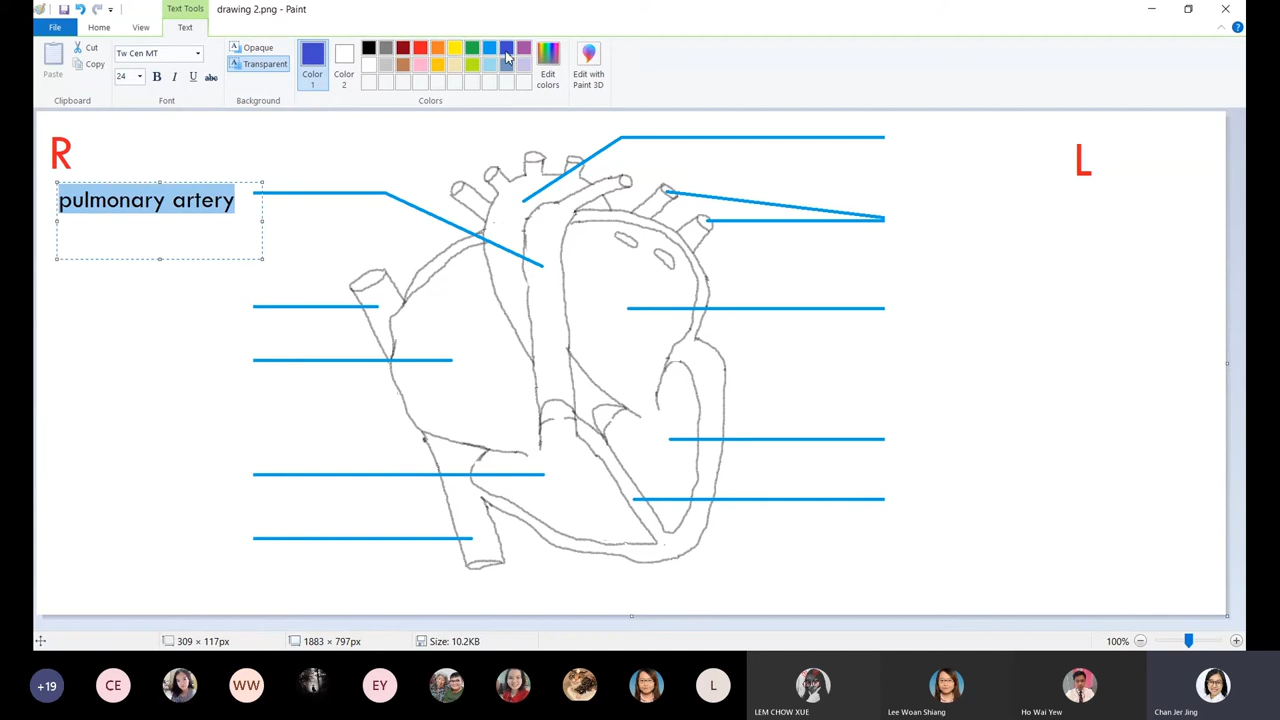 drawing 2.png - Paint
Text Tools
File
Home
View
Text
Paste
Cut
Copy
Clipboard
Tw Cen MT
24
B I U abc
Font
Opaque
Transparent
Background
Color 1
Color 2
Edit colors
Edit with Paint 3D
Colors
R
L
pulmonary artery
309 × 117px
1883 × 797px
Size: 10.2KB
100%
+19
CE
WW
EY
L
LEM CHOW XUE
Lee Woan Shiang
Ho Wai Yew
Chan Jer Jing